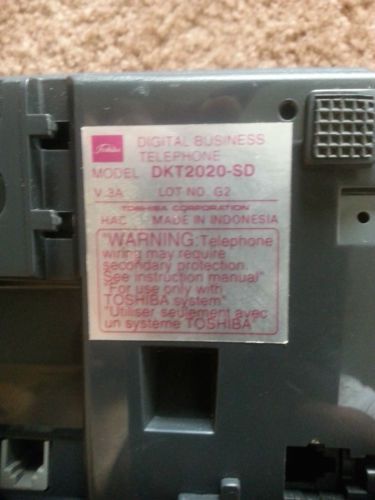 Toshiba
DIGITAL BUSINESS
TELEPHONE
MODEL DKT2020-SD
V.3A LOT NO. G2
TOSHIBA CORPORATION
HAC MADE IN INDONESIA
"WARNING: Telephone
wiring may require
secondary protection.
See instruction manual"
"For use only with
TOSHIBA system"
"Utiliser seulement avec
un système TOSHIBA"